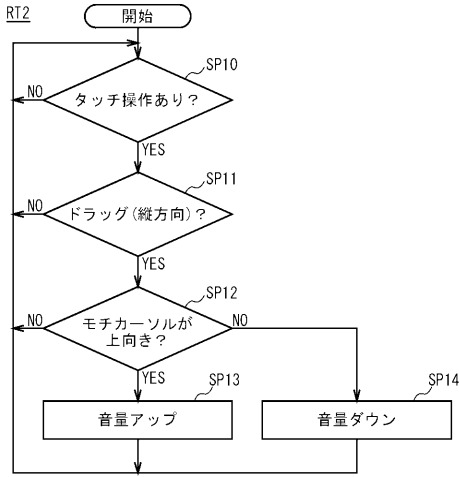 RT2
開始
SP10
NO
タッチ操作あり？
YES
SP11
NO
ドラッグ(縦方向)？
YES
SP12
NO
モチカーソルが
上向き？
NO
YES
SP13
SP14
音量アップ
音量ダウン